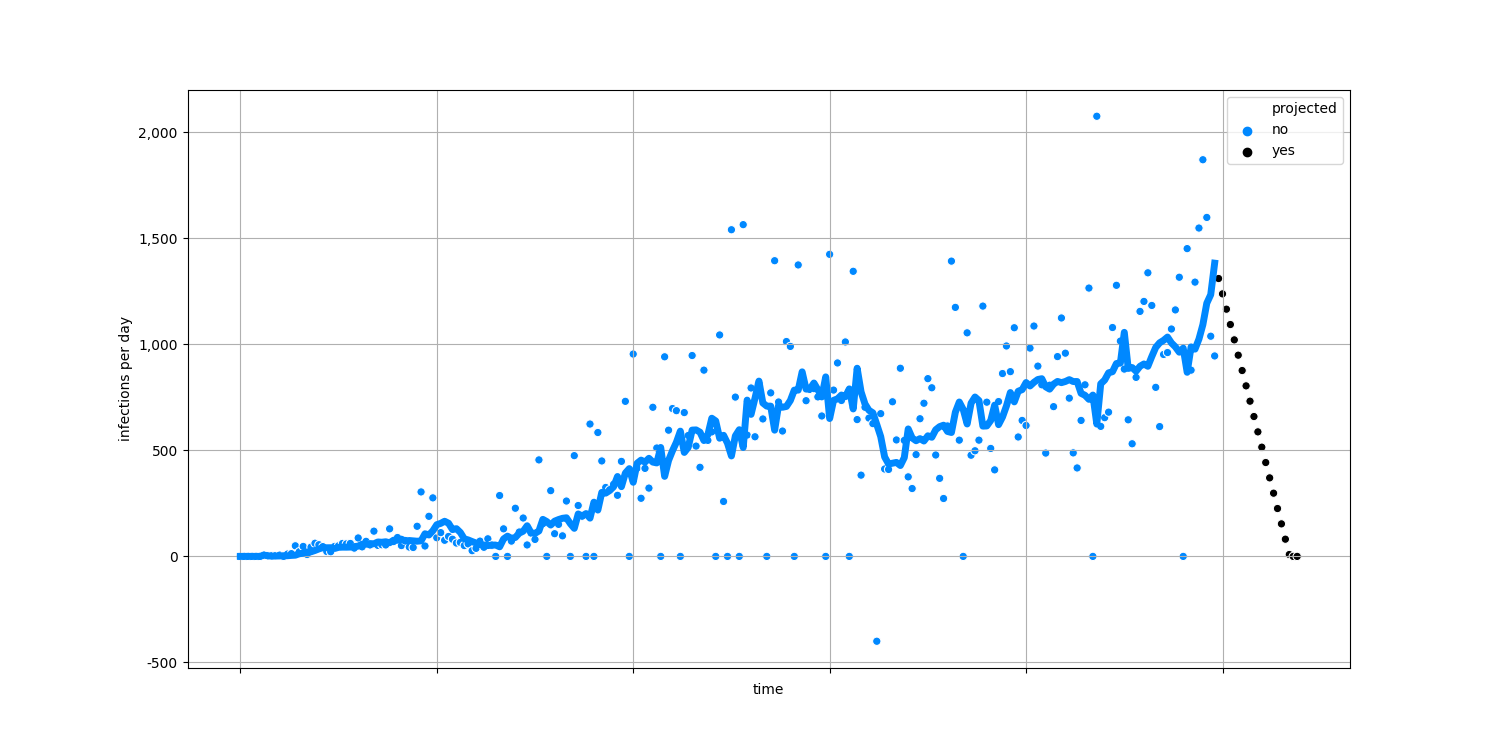 projected
no
yes
2,000
1,500
1,000
500
0
-500
infections per day
time